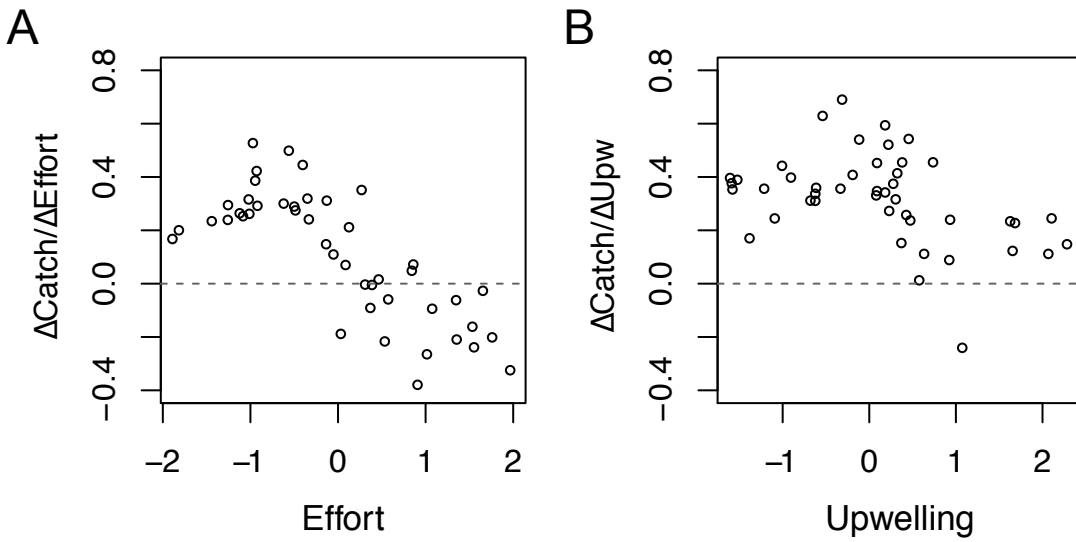 A
B
ΔCatch/ΔEffort
0.8
0.4
0.0
−0.4
−2 −1 0 1 2
Effort
ΔCatch/ΔUpw
0.8
0.4
0.0
−0.4
−1 0 1 2
Upwelling